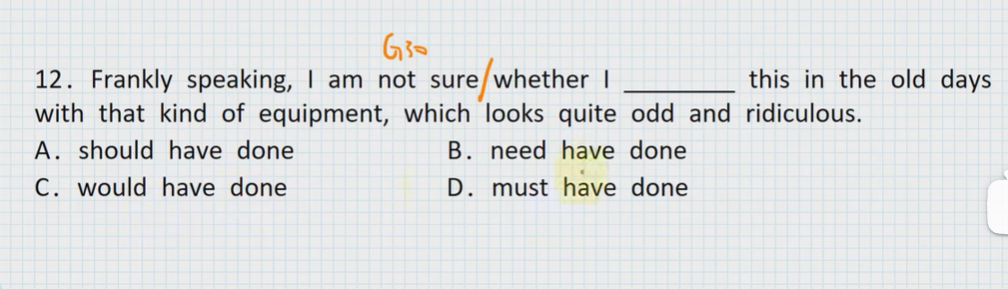 G30
12. Frankly speaking, I am not sure/whether I ________ this in the old days
with that kind of equipment, which looks quite odd and ridiculous.
A. should have done B. need have done
C. would have done D. must have done